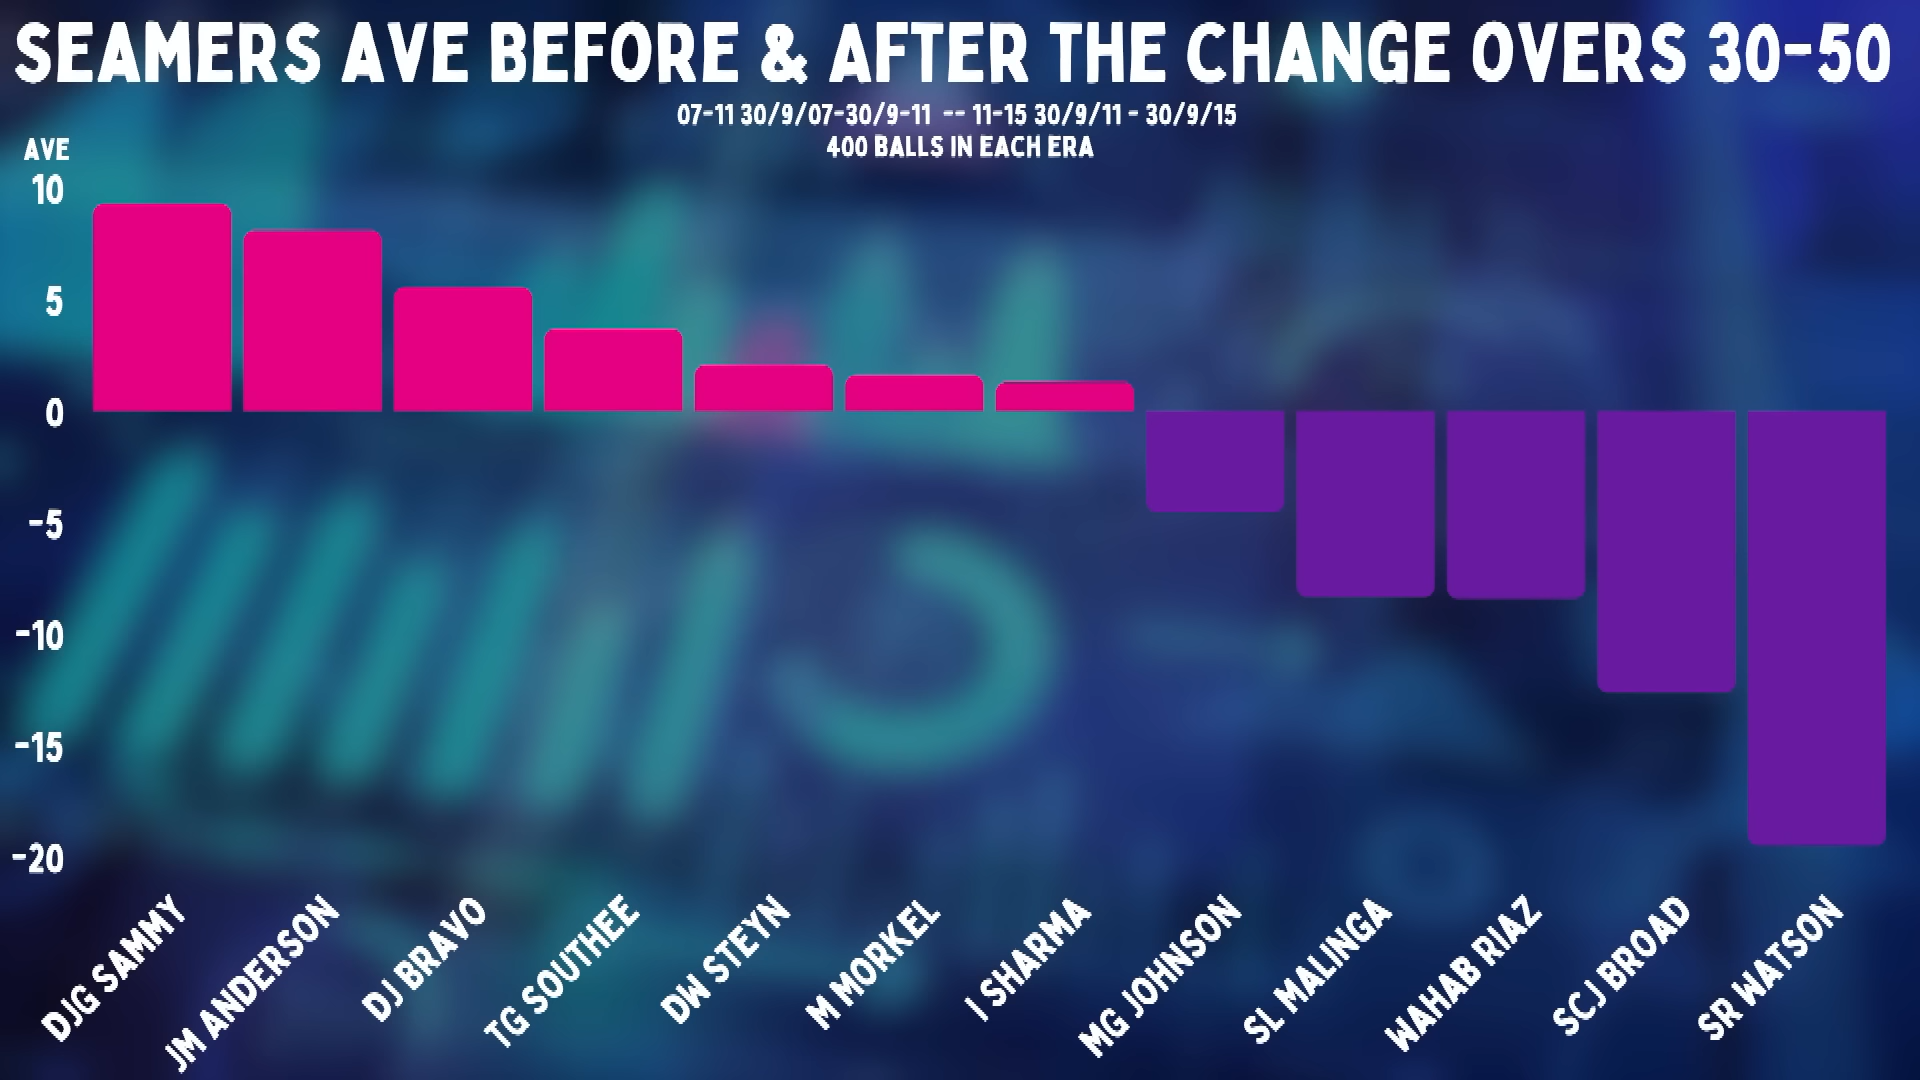 SEAMERS AVE BEFORE & AFTER THE CHANGE OVERS 30-50
07-11 30/9/07-30/9-11 -- 11-15 30/9/11 - 30/9/15
400 BALLS IN EACH ERA
AVE
10
5
0
-5
-10
-15
-20
DJG SAMMY
JM ANDERSON
DJ BRAVO
TG SOUTHEE
DW STEYN
M MORKEL
I SHARMA
MG JOHNSON
SL MALINGA
WAHAB RIAZ
SCJ BROAD
SR WATSON